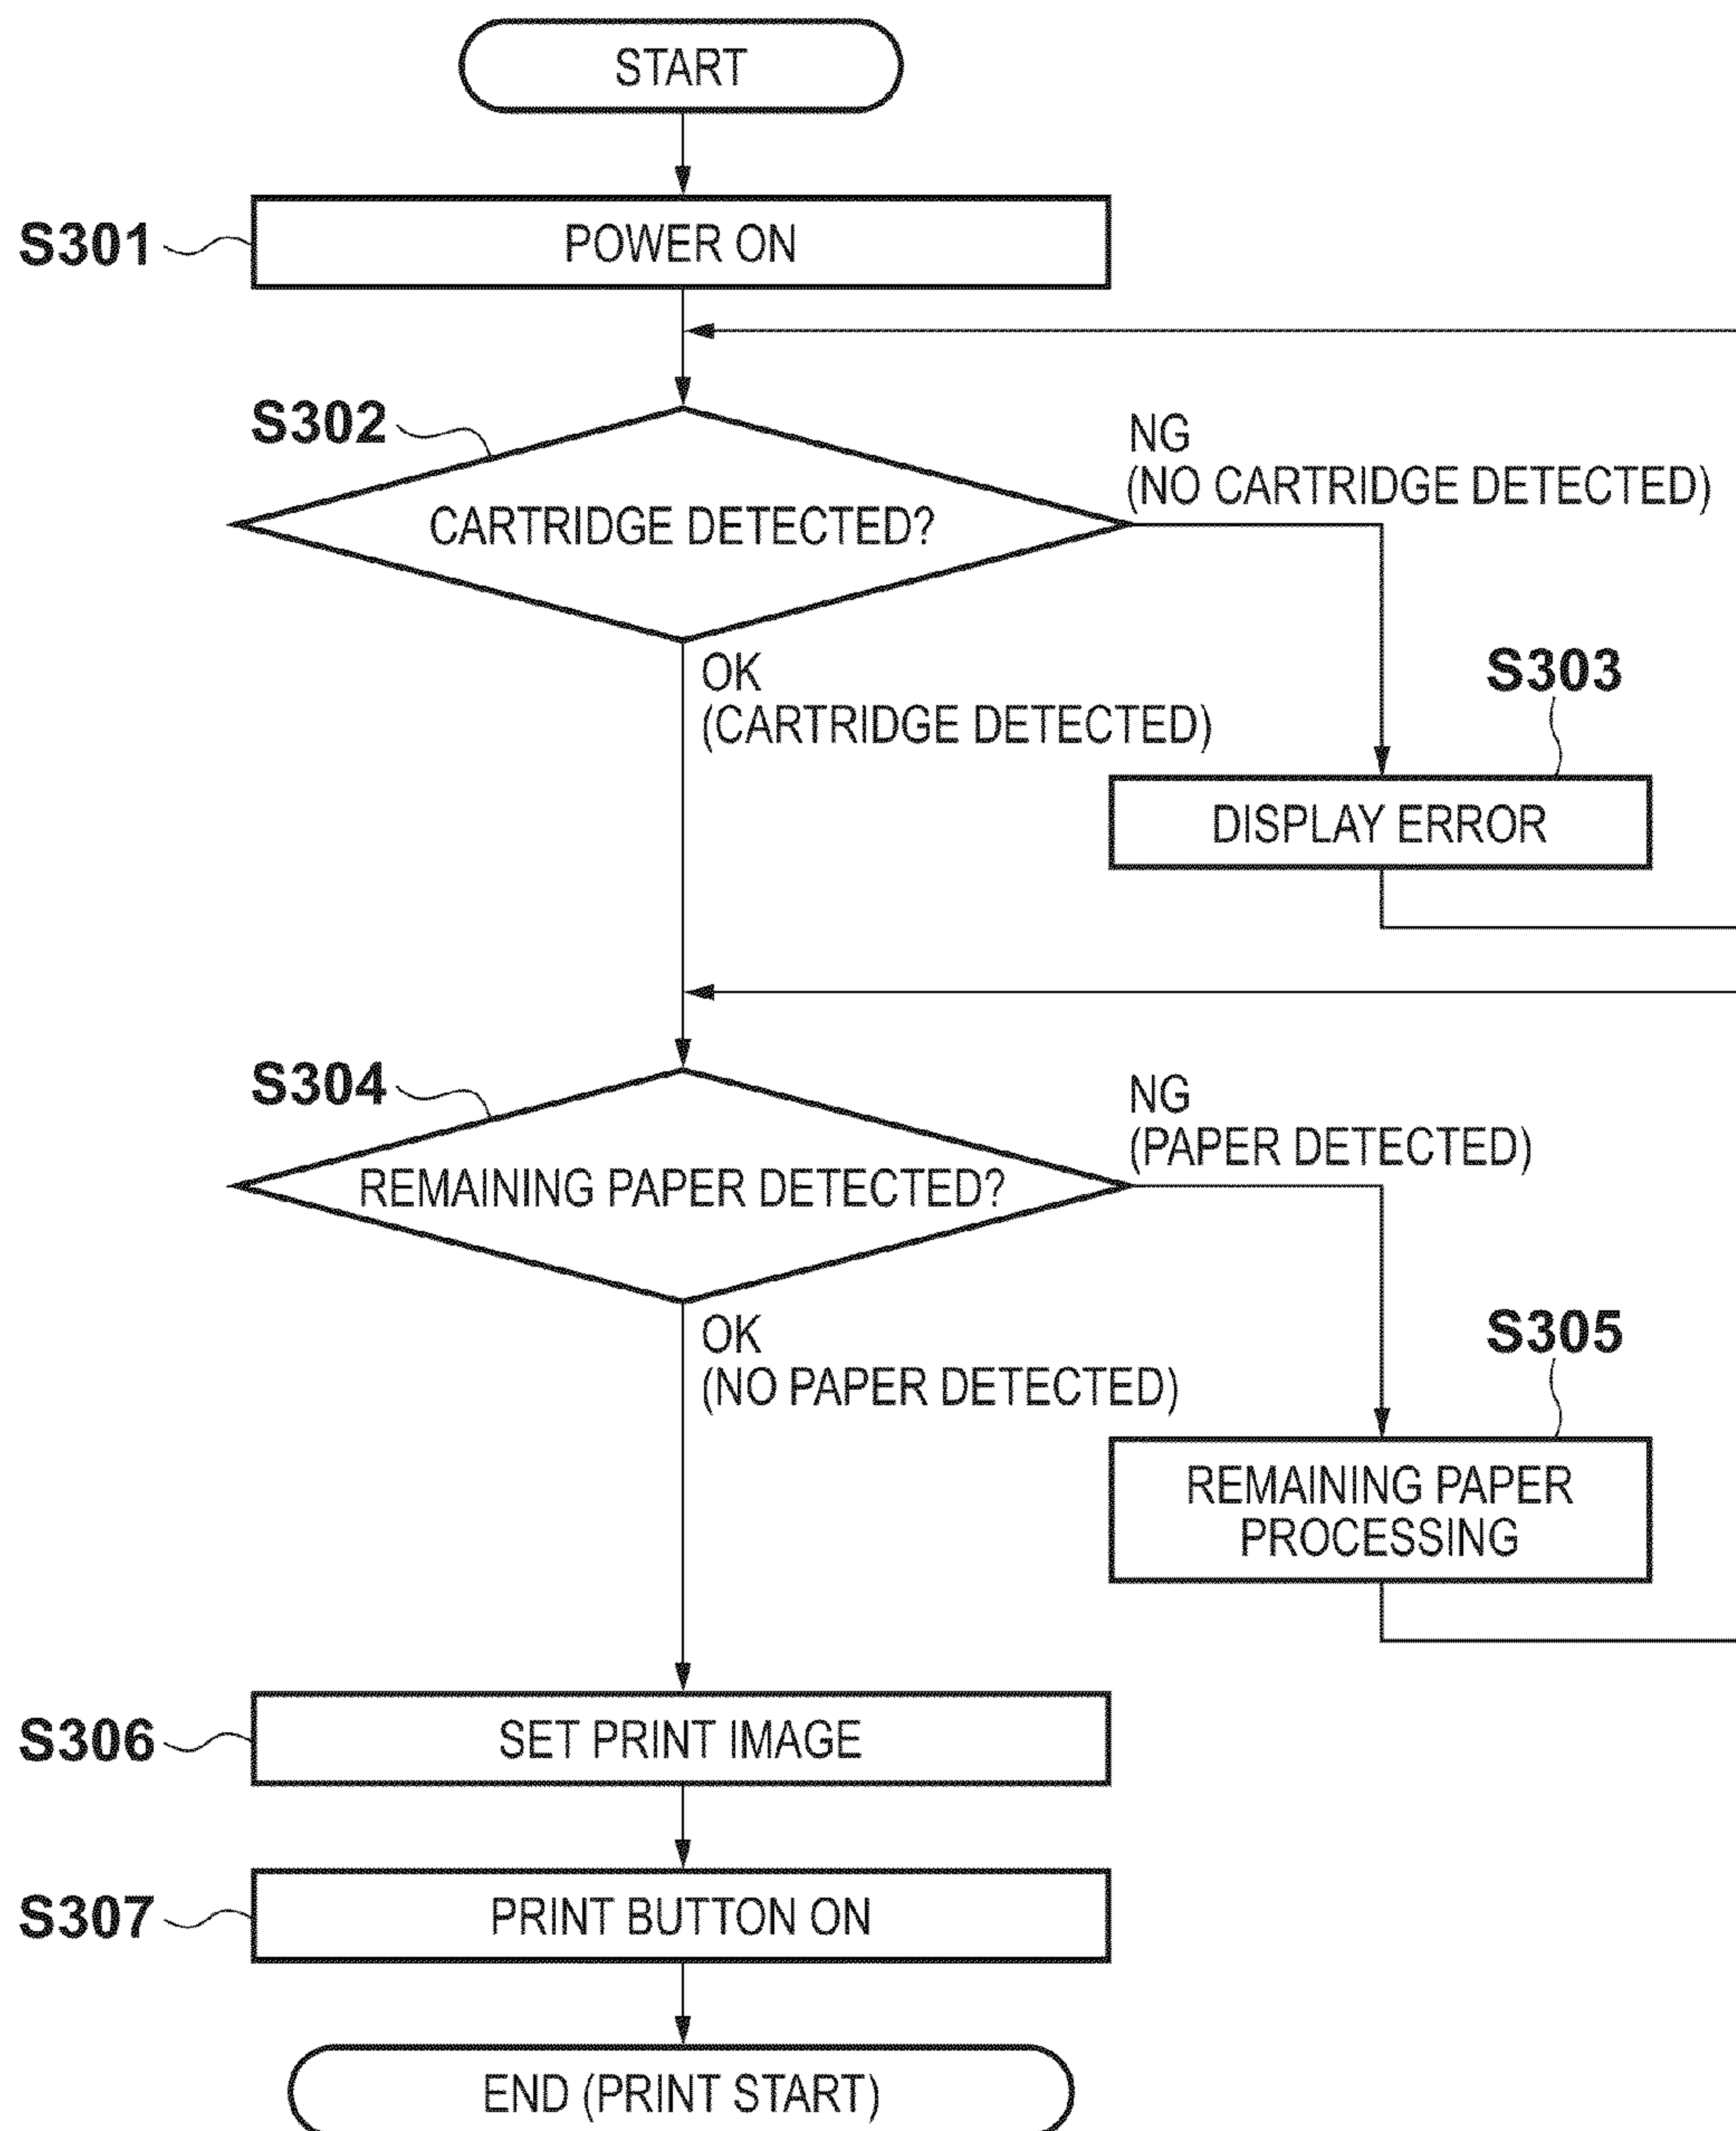 START
S301
POWER ON
S302
CARTRIDGE DETECTED?
NG
(NO CARTRIDGE DETECTED)
OK
(CARTRIDGE DETECTED)
S303
DISPLAY ERROR
S304
REMAINING PAPER DETECTED?
NG
(PAPER DETECTED)
OK
(NO PAPER DETECTED)
S305
REMAINING PAPER
PROCESSING
S306
SET PRINT IMAGE
S307
PRINT BUTTON ON
END (PRINT START)